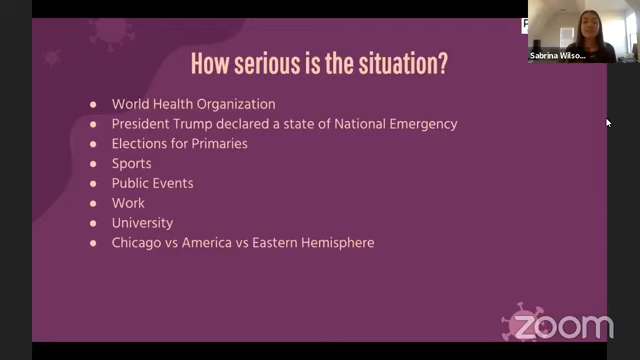 Sabrina Wilso...
How serious is the situation?
● World Health Organization
● President Trump declared a state of National Emergency
● Elections for Primaries
● Sports
● Public Events
● Work
● University
● Chicago vs America vs Eastern Hemisphere
zoom